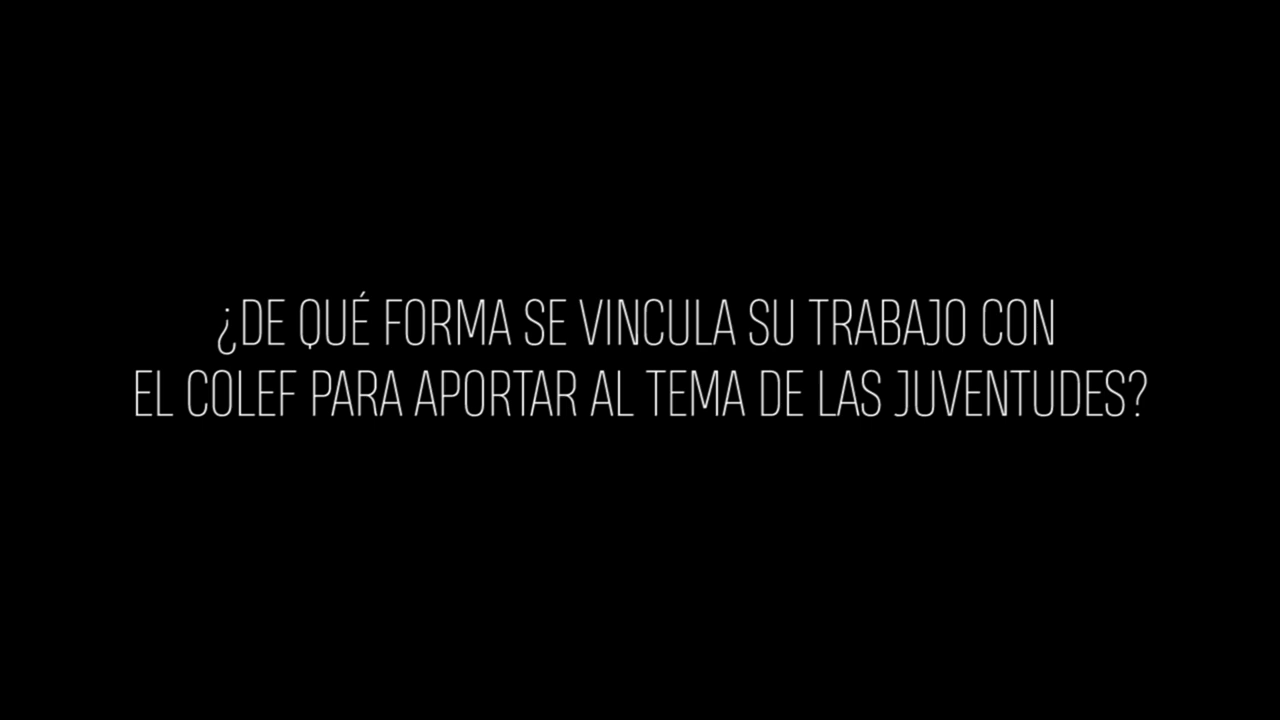 ¿DE QUÉ FORMA SE VINCULA SU TRABAJO CON
EL COLEF PARA APORTAR AL TEMA DE LAS JUVENTUDES?